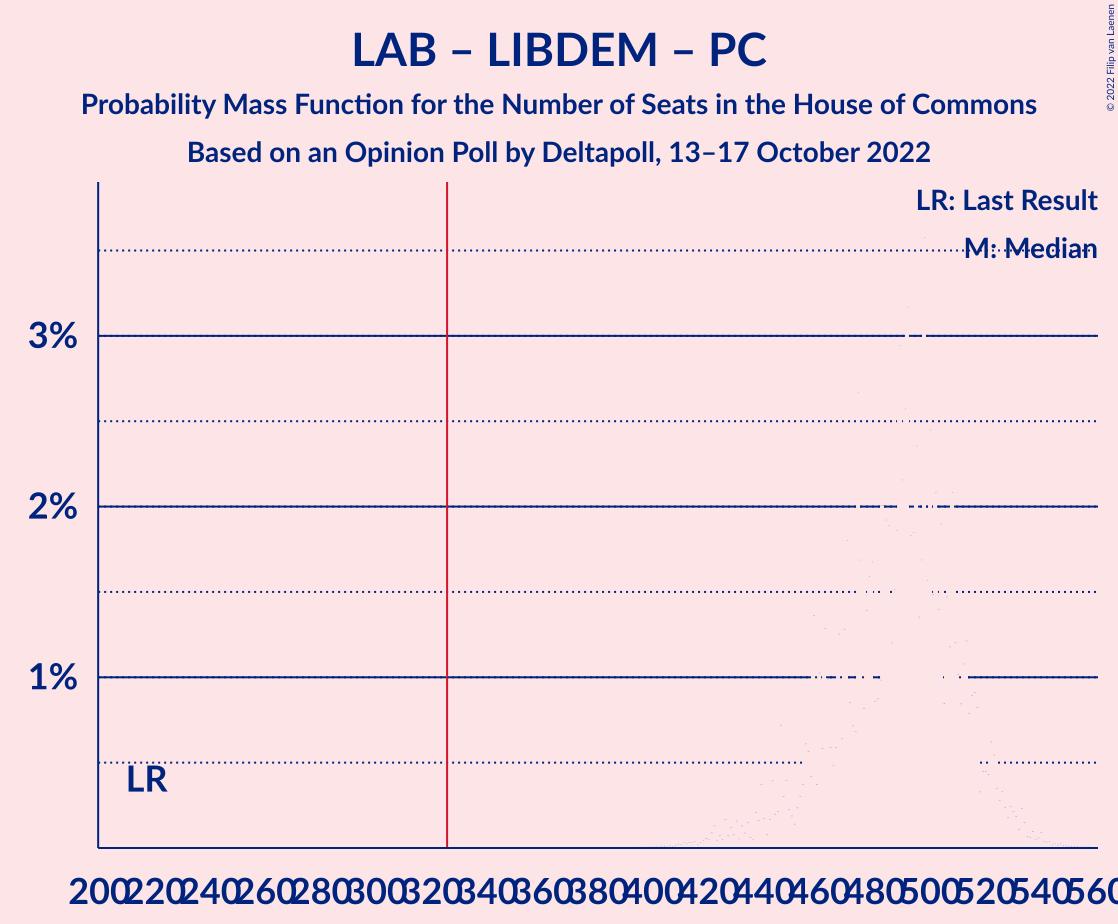 LAB – LIBDEM – PC
Probability Mass Function for the Number of Seats in the House of Commons
Based on an Opinion Poll by Deltapoll, 13–17 October 2022
© 2022 Filip van Laenen
LR: Last Result
M: Median
3%
2%
1%
LR
200 220 240 260 280 300 320 340 360 380 400 420 440 460 480 500 520 540 560